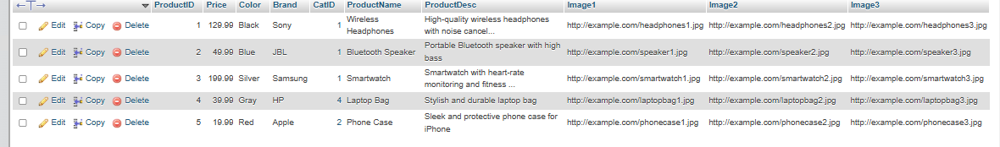 ←T→ ProductID Price Color Brand CatID ProductName ProductDesc Image1 Image2 Image3
Edit Copy Delete 1 129.99 Black Sony 1 Wireless Headphones High-quality wireless headphones with noise cancel... http://example.com/headphones1.jpg http://example.com/headphones2.jpg http://example.com/headphones3.jpg
Edit Copy Delete 2 49.99 Blue JBL 1 Bluetooth Speaker Portable Bluetooth speaker with high bass http://example.com/speaker1.jpg http://example.com/speaker2.jpg http://example.com/speaker3.jpg
Edit Copy Delete 3 199.99 Silver Samsung 1 Smartwatch Smartwatch with heart-rate monitoring and fitness ... http://example.com/smartwatch1.jpg http://example.com/smartwatch2.jpg http://example.com/smartwatch3.jpg
Edit Copy Delete 4 39.99 Gray HP 4 Laptop Bag Stylish and durable laptop bag http://example.com/laptopbag1.jpg http://example.com/laptopbag2.jpg http://example.com/laptopbag3.jpg
Edit Copy Delete 5 19.99 Red Apple 2 Phone Case Sleek and protective phone case for iPhone http://example.com/phonecase1.jpg http://example.com/phonecase2.jpg http://example.com/phonecase3.jpg